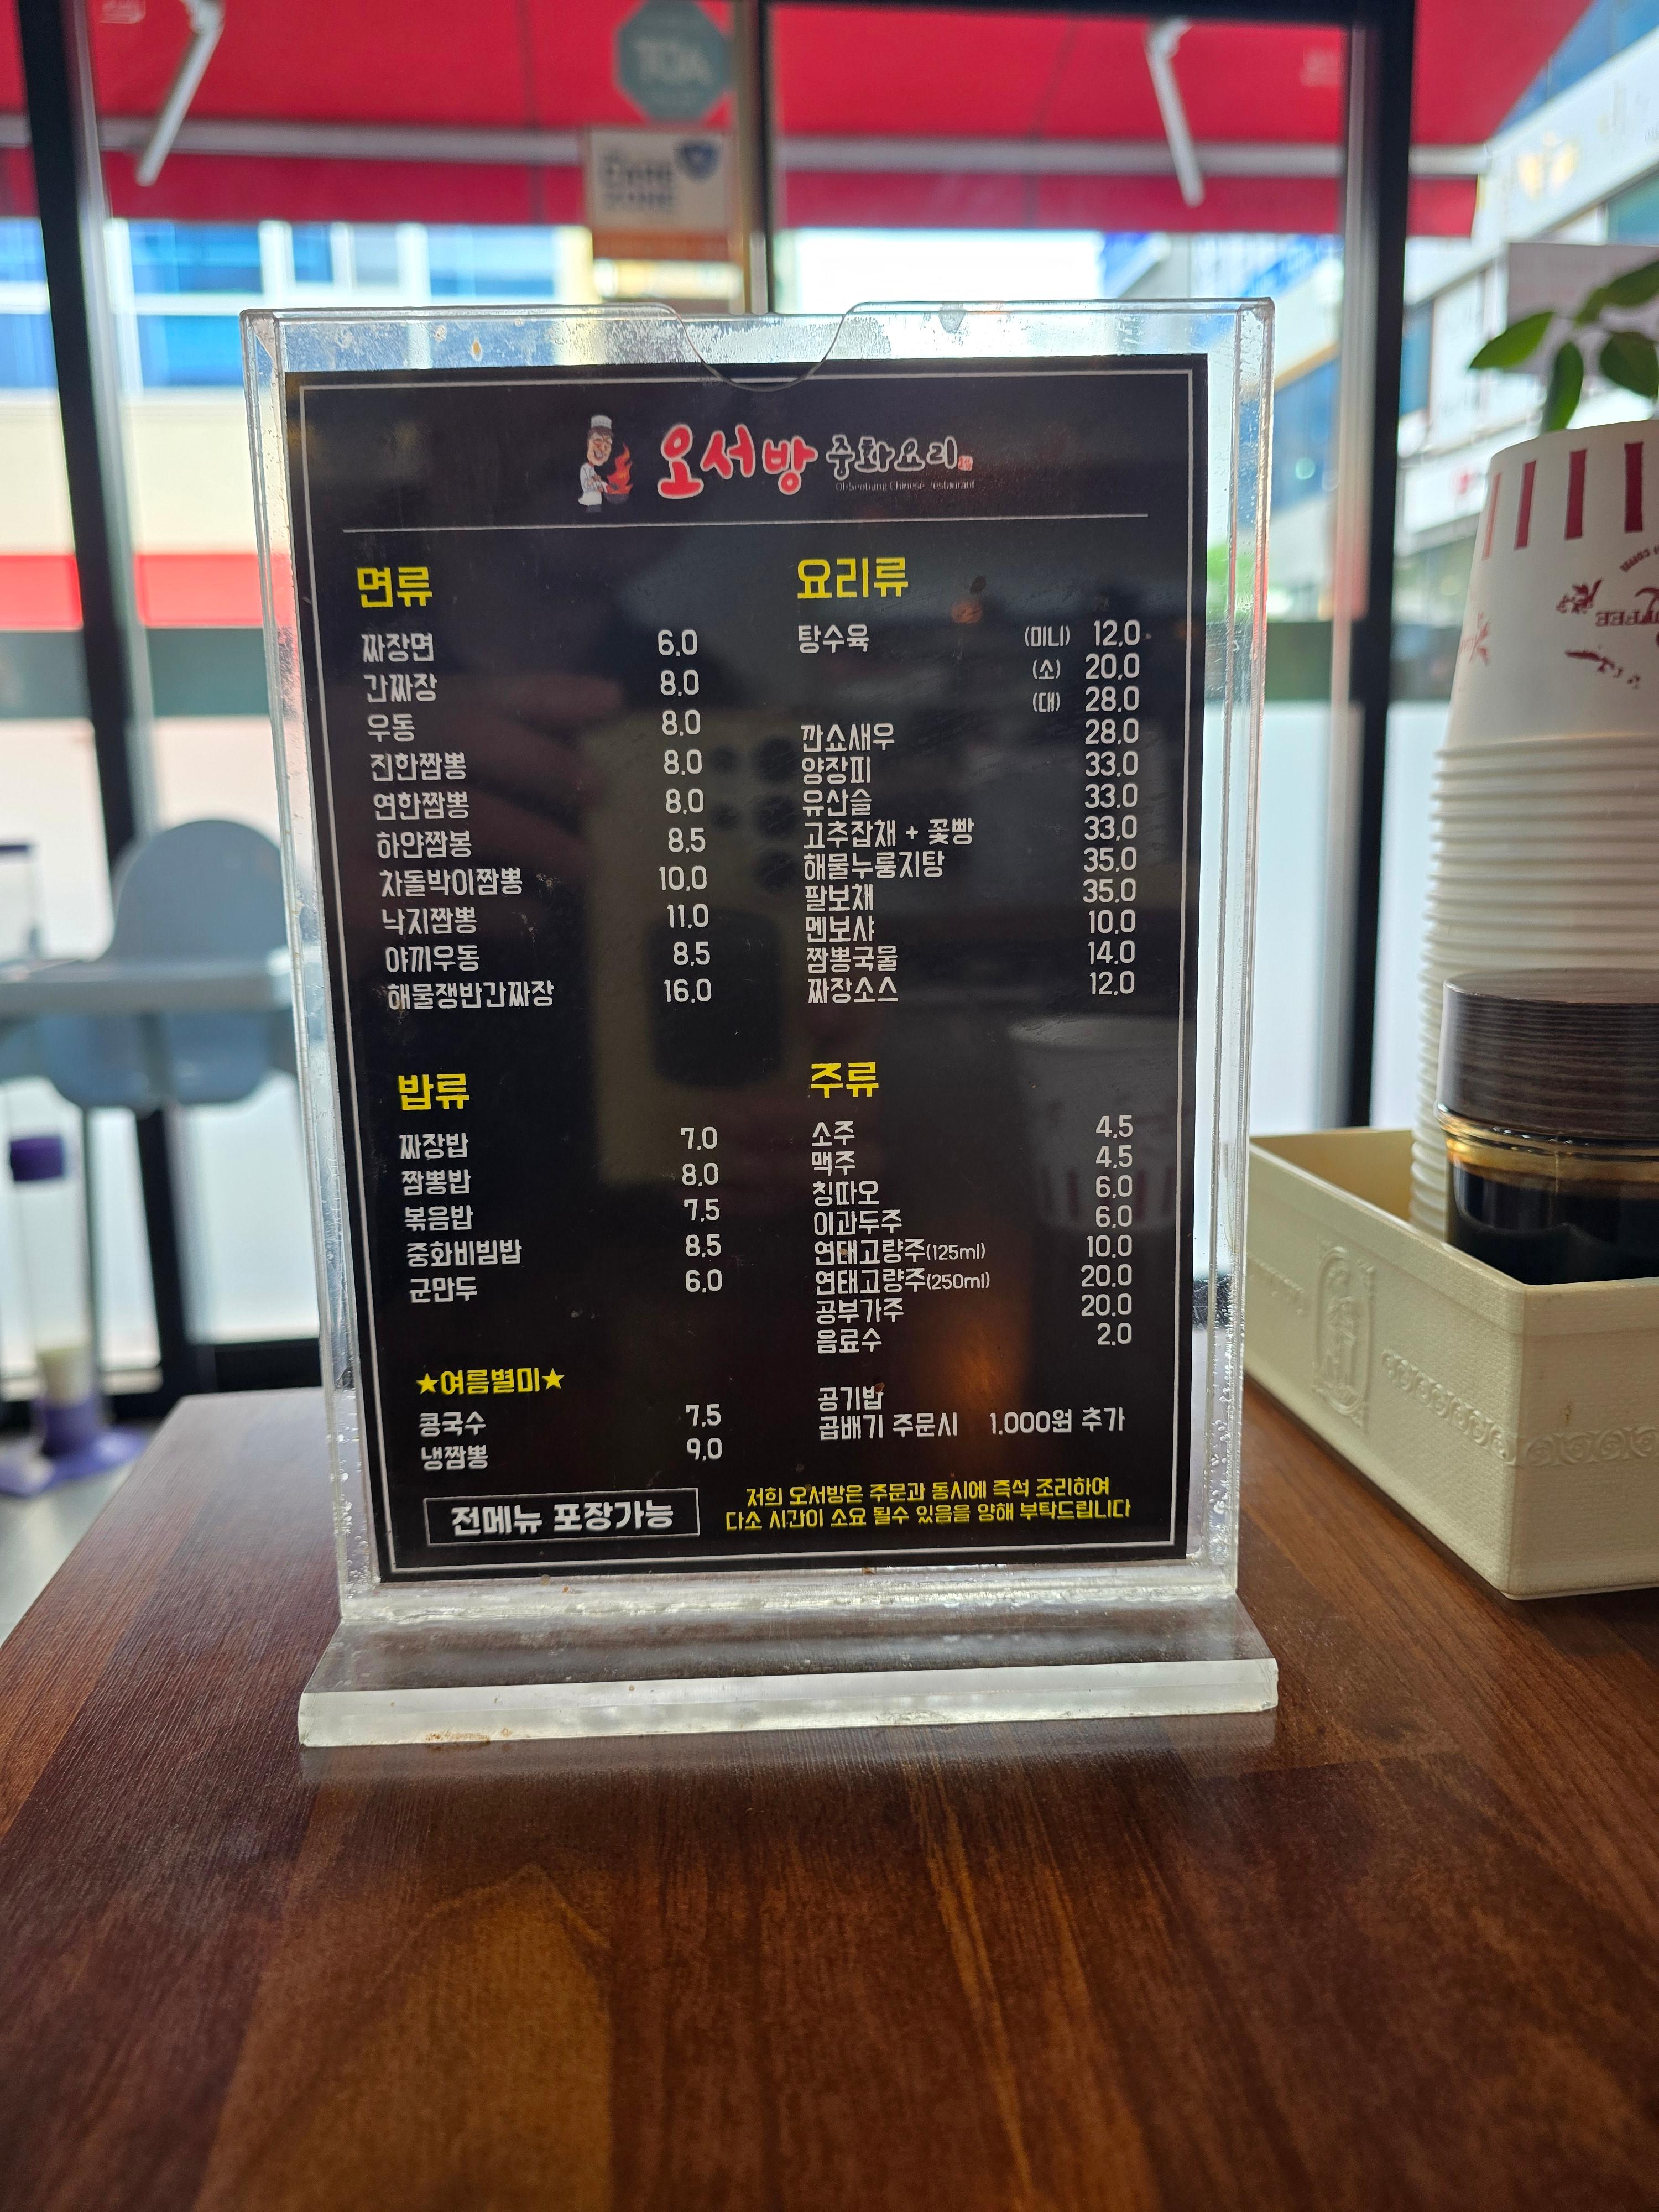 오서방 중화요리
OhSeobang Chinese restaurant
면류
짜장면 6.0
간짜장 8.0
우동 8.0
진한짬뽕 8.0
연한짬뽕 8.0
하얀짬봉 8.5
차돌박이짬뽕 10.0
낙지짬뽕 11.0
야끼우동 8.5
해물쟁반간짜장 16.0
밥류
짜장밥 7.0
짬뽕밥 8.0
볶음밥 7.5
중화비빔밥 8.5
군만두 6.0
★여름별미★
콩국수 7.5
냉짬뽕 9.0
전메뉴 포장가능
요리류
탕수육 (미니) 12.0
(소) 20.0
(대) 28.0
깐쇼새우 28.0
양장피 33.0
유산슬 33.0
고추잡채 + 꽃빵 33.0
해물누룽지탕 35.0
팔보채 35.0
멘보샤 10.0
짬뽕국물 14.0
짜장소스 12.0
주류
소주 4.5
맥주 4.5
칭따오 6.0
이과두주 6.0
연태고량주(125ml) 10.0
연태고량주(250ml) 20.0
공부가주 20.0
음료수 2.0
공기밥
곱배기 주문시 1.000원 추가
저희 오서방은 주문과 동시에 즉석 조리하여
다소 시간이 소요 될수 있음을 양해 부탁드립니다
TOA
CARE
ZONE